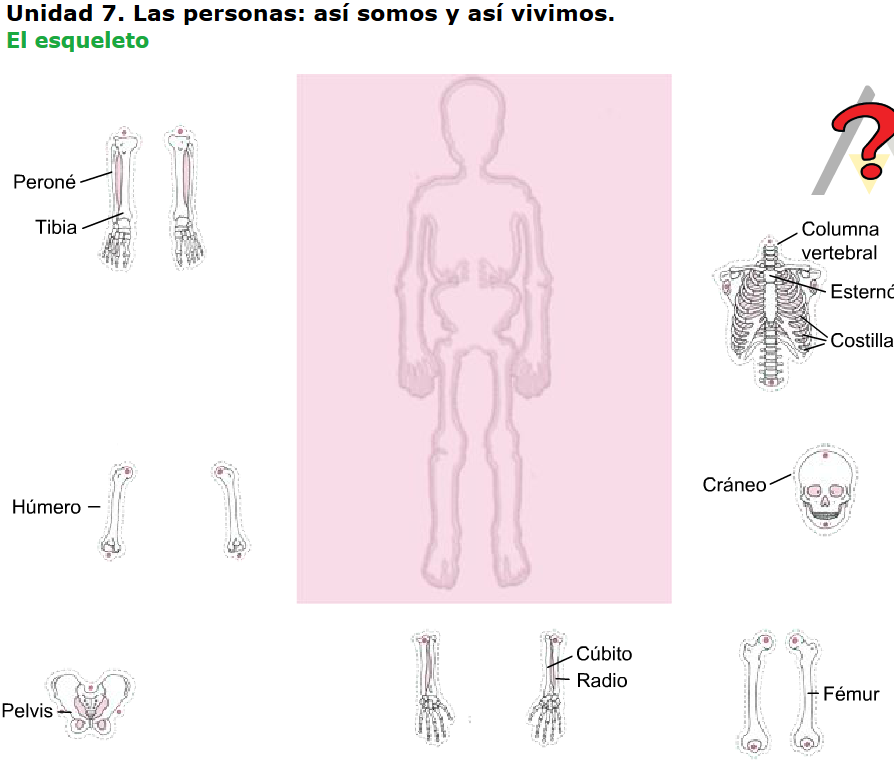 Unidad 7. Las personas: así somos y así vivimos.
El esqueleto
?
Peroné
Tibia
Columna
vertebral
Esternó
Costilla
Húmero
Cráneo
Cúbito
Radio
Pelvis
Fémur